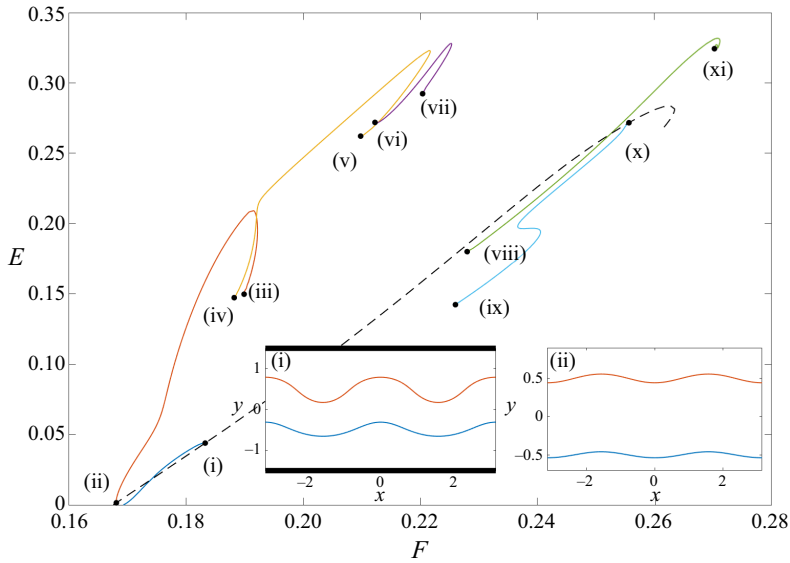 0.35
0.30
0.25
0.20
0.15
0.10
0.05
0
E
0.16
0.18
0.20
0.22
0.24
0.26
0.28
F
(xi)
(vii)
(vi)
(v)
(x)
(viii)
(iii)
(iv)
(ix)
(ii)
(i)
(i)
1
0
−1
y
−2
0
2
x
(ii)
0.5
0
−0.5
y
−2
0
2
x